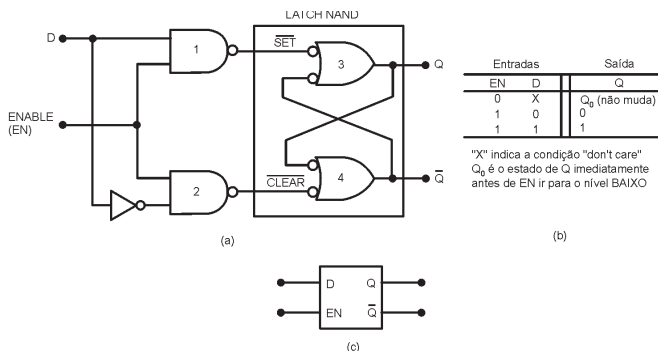 LATCH NAND
D
1
SET
3
Q
ENABLE
(EN)
2
CLEAR
4
Q
(a)
Entradas Saída
EN D Q
0 X Q0 (não muda)
1 0 0
1 1 1
"X" indica a condição "don't care"
Q0 é o estado de Q imediatamente
antes de EN ir para o nível BAIXO
(b)
D Q
EN Q
(c)